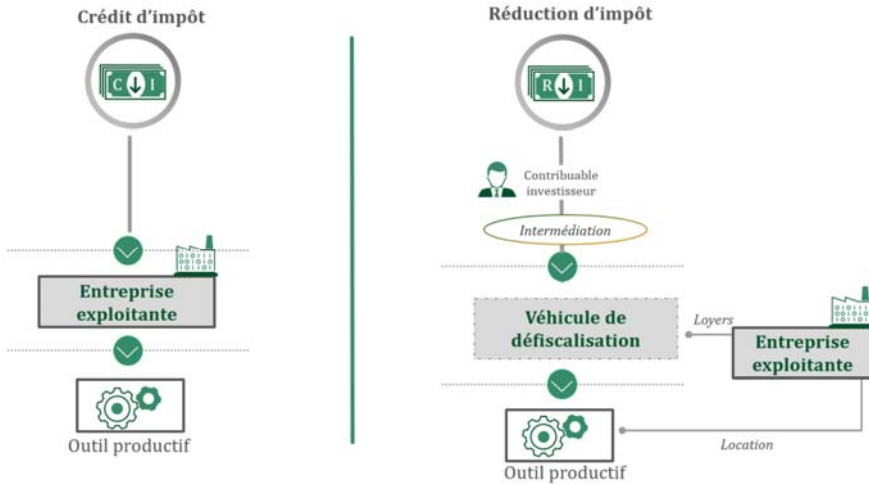 Crédit d'impôt
C I
Entreprise
exploitante
Outil productif
Réduction d'impôt
R I
Contribuable
investisseur
Intermédiation
Véhicule de
défiscalisation
Loyers
Entreprise
exploitante
Location
Outil productif